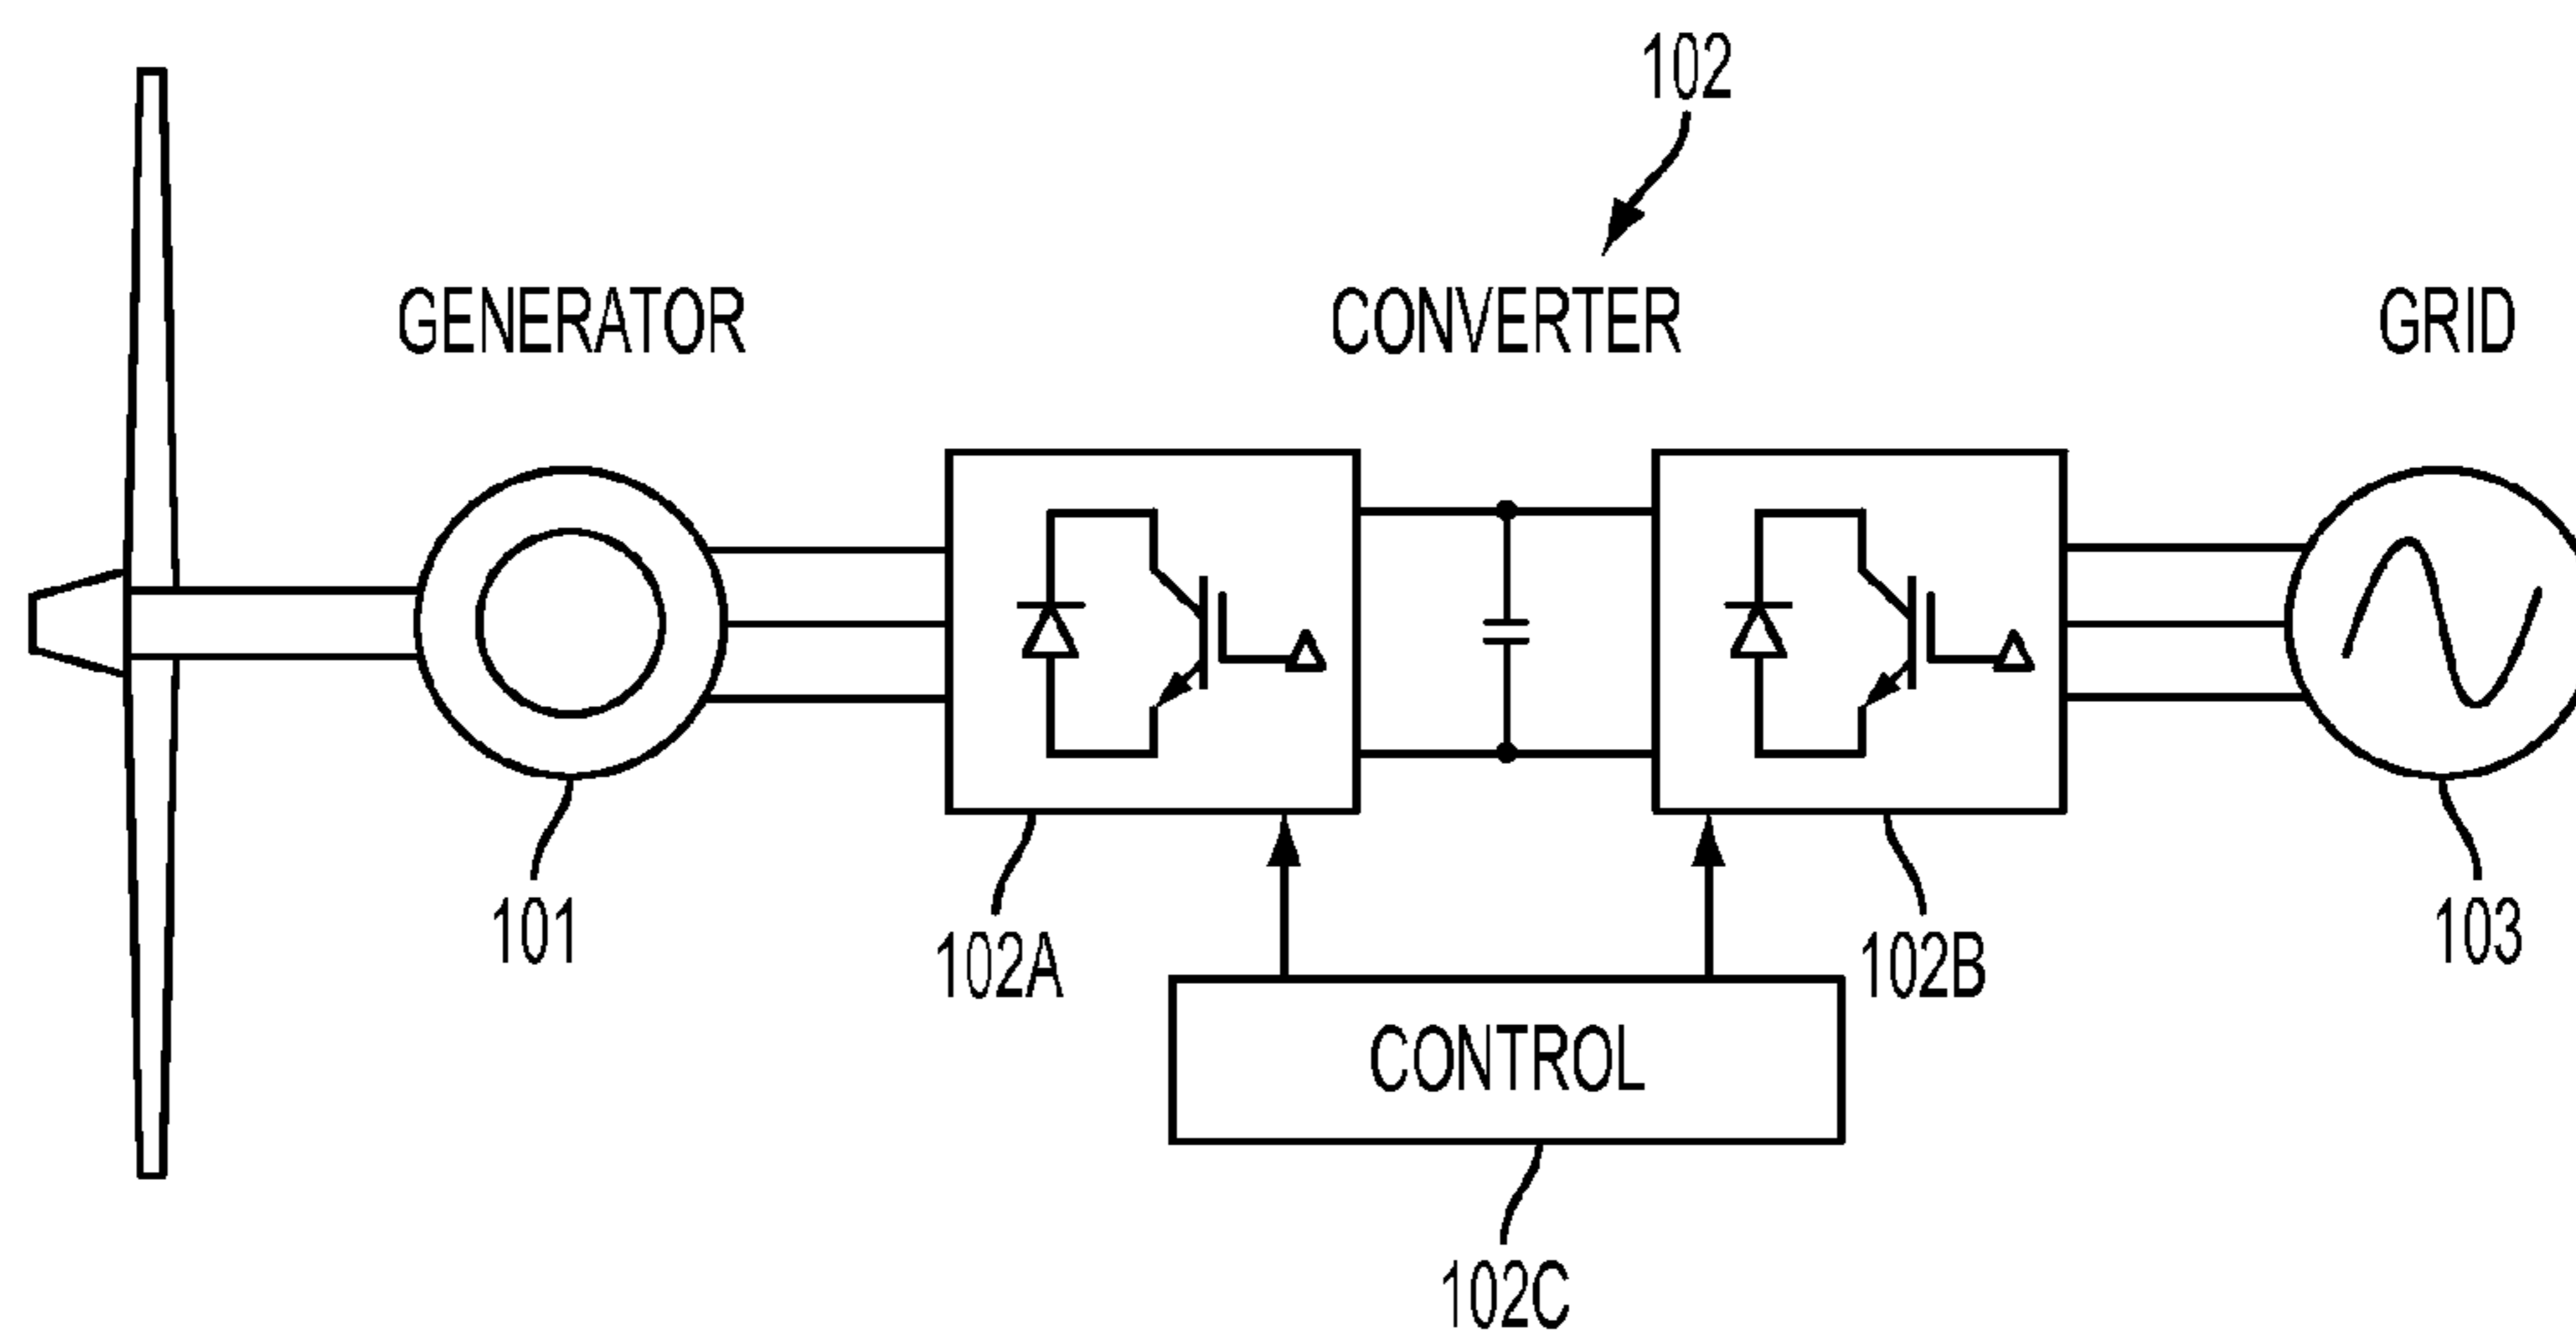 102
GENERATOR
CONVERTER
GRID
101
102A
102B
103
CONTROL
102C